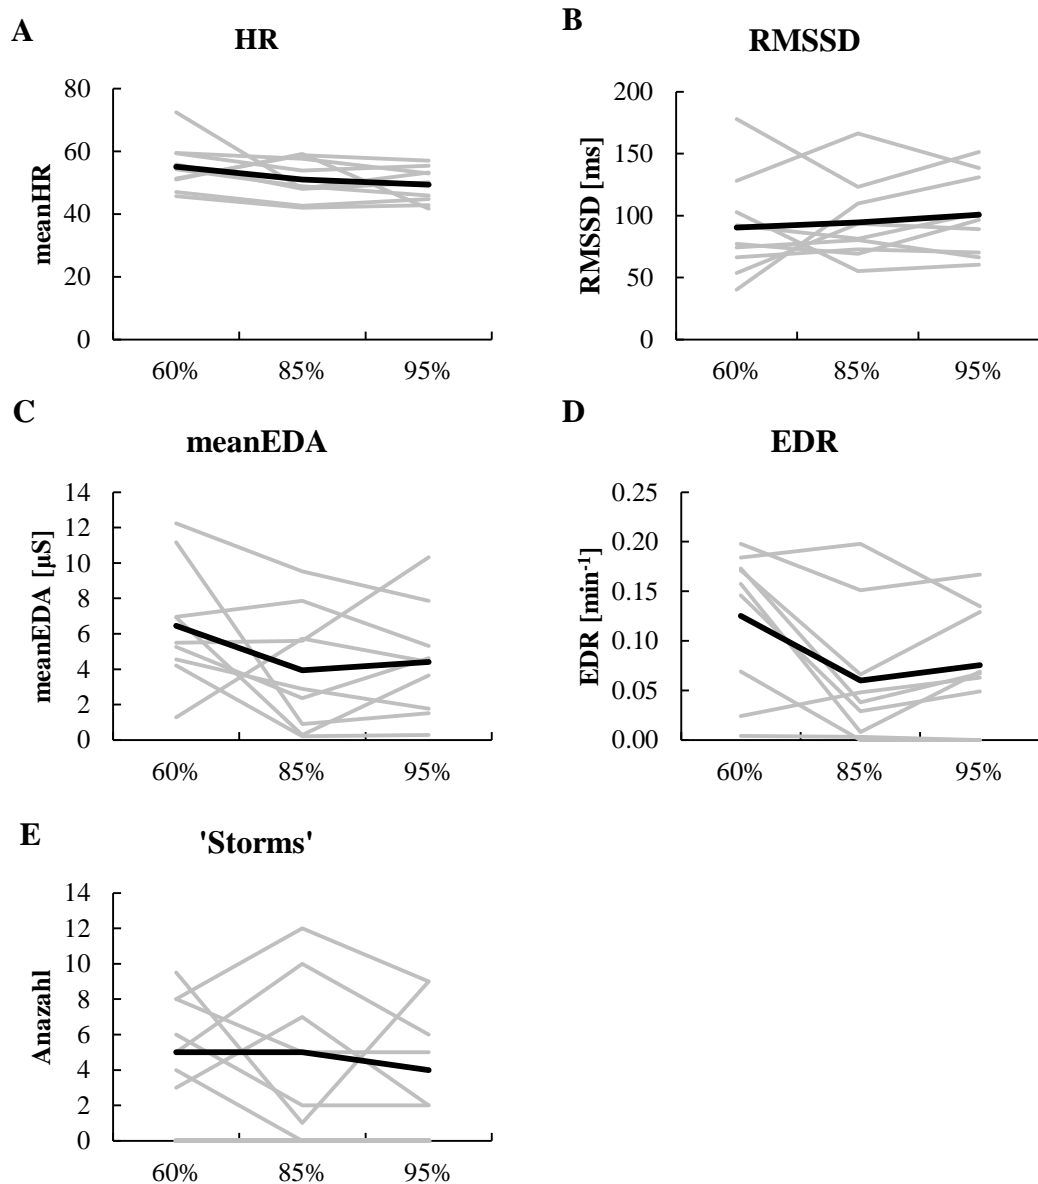 A
HR
meanHR
80
60
40
20
0
60% 85% 95%
B
RMSSD
RMSSD [ms]
200
150
100
50
0
60% 85% 95%
C
meanEDA
meanEDA [µS]
14
12
10
8
6
4
2
0
60% 85% 95%
D
EDR
EDR [min⁻¹]
0.25
0.20
0.15
0.10
0.05
0.00
60% 85% 95%
E
'Storms'
Anazahl
14
12
10
8
6
4
2
0
60% 85% 95%